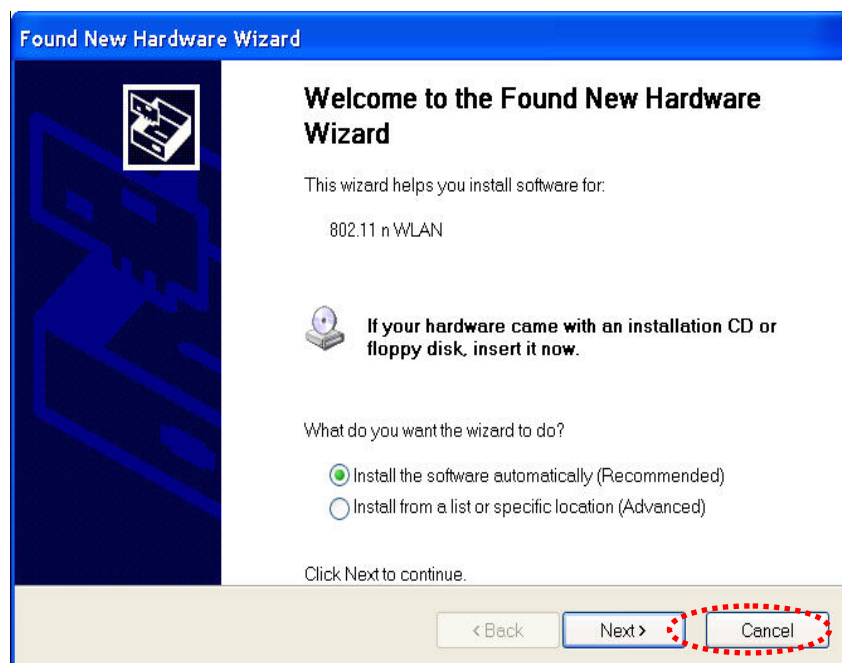 Found New Hardware Wizard
Welcome to the Found New Hardware
Wizard
This wizard helps you install software for:
802.11 n WLAN
If your hardware came with an installation CD or
floppy disk, insert it now.
What do you want the wizard to do?
Install the software automatically (Recommended)
Install from a list or specific location (Advanced)
Click Next to continue.
< Back
Next >
Cancel